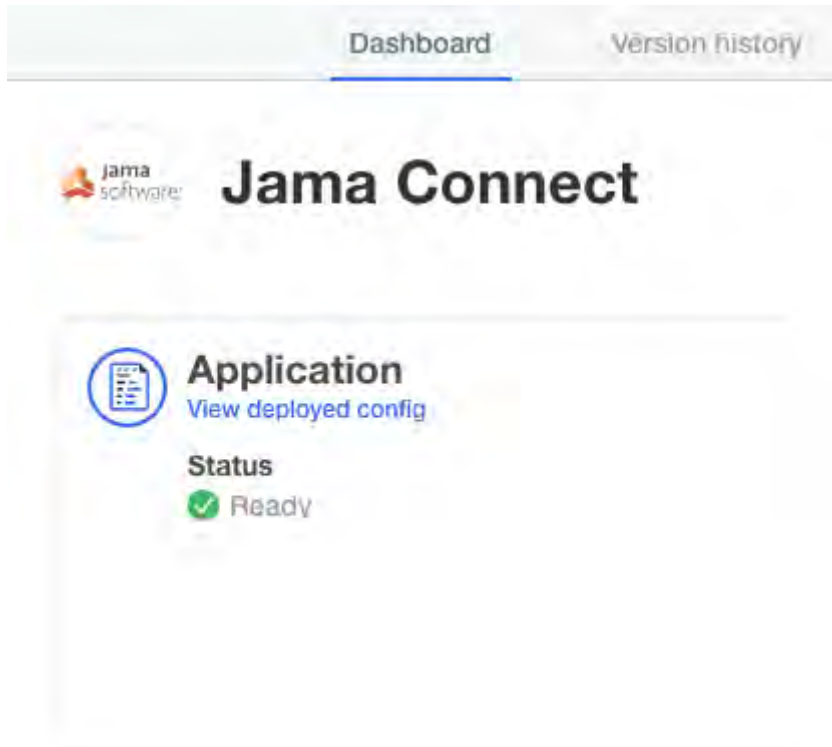 Dashboard Version history
jama
software
Jama Connect
Application
View deployed config
Status
Ready